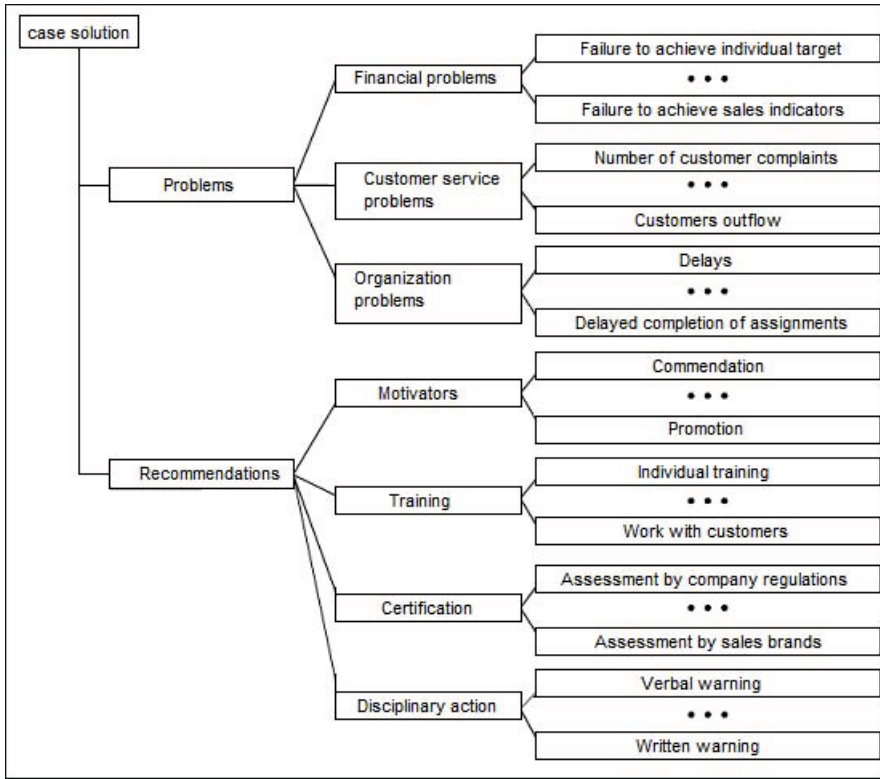 case solution
Problems
Financial problems
Failure to achieve individual target
• • •
Failure to achieve sales indicators
Customer service
problems
Number of customer complaints
• • •
Customers outflow
Organization
problems
Delays
• • •
Delayed completion of assignments
Recommendations
Motivators
Commendation
• • •
Promotion
Training
Individual training
• • •
Work with customers
Certification
Assessment by company regulations
• • •
Assessment by sales brands
Disciplinary action
Verbal warning
• • •
Written warning